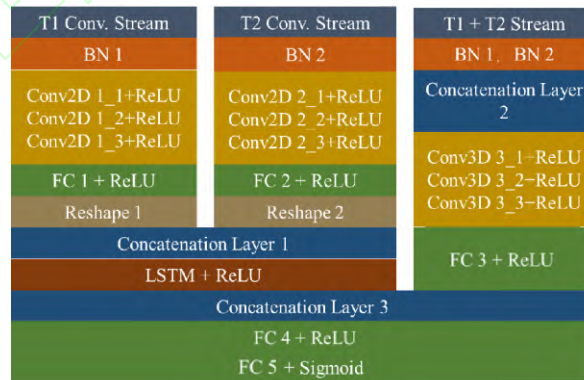 T1 Conv. Stream
BN 1
Conv2D 1_1+ReLU
Conv2D 1_2+ReLU
Conv2D 1_3+ReLU
FC 1 + ReLU
Reshape 1
T2 Conv. Stream
BN 2
Conv2D 2_1+ReLU
Conv2D 2_2+ReLU
Conv2D 2_3+ReLU
FC 2 + ReLU
Reshape 2
Concatenation Layer 1
LSTM + ReLU
T1 + T2 Stream
BN 1, BN 2
Concatenation Layer
2
Conv3D 3_1+ReLU
Conv3D 3_2+ReLU
Conv3D 3_3+ReLU
FC 3 + ReLU
Concatenation Layer 3
FC 4 + ReLU
FC 5 + Sigmoid